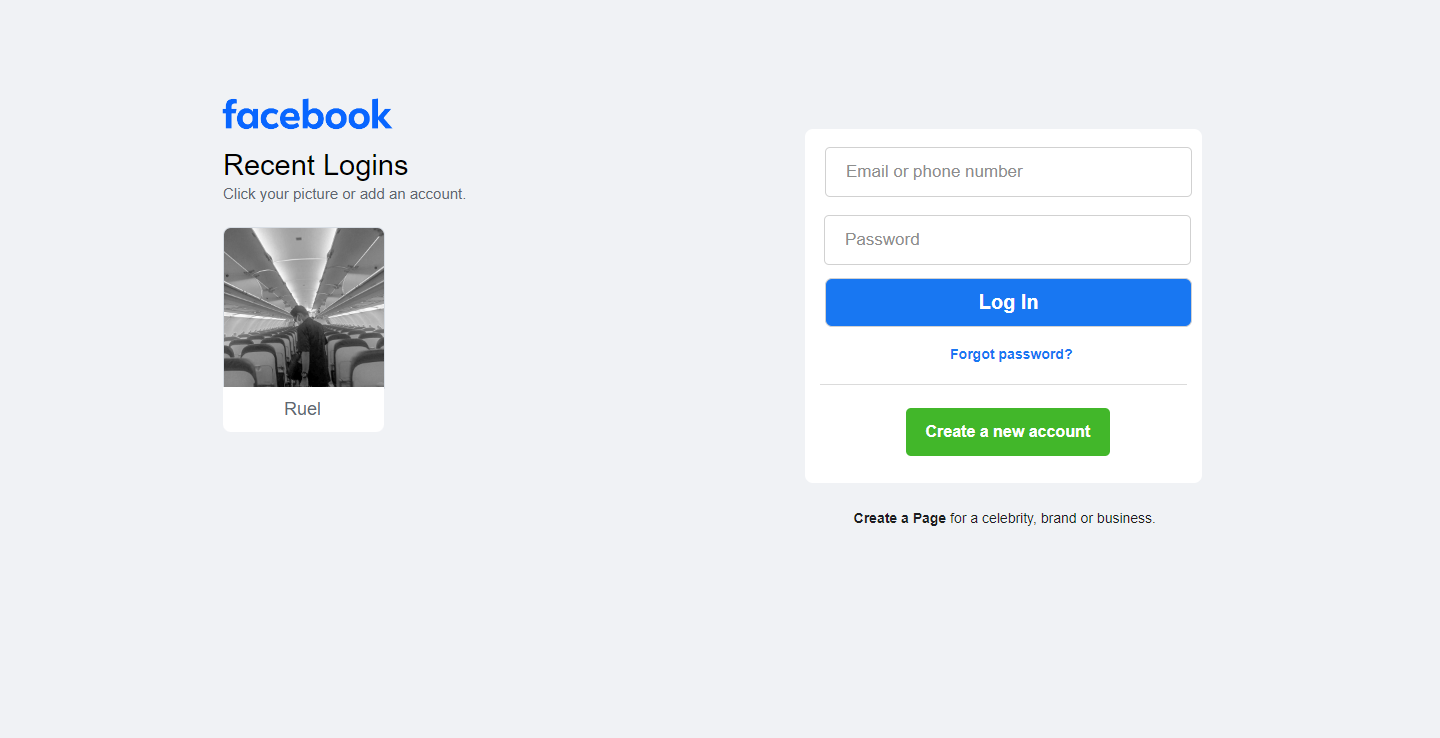 facebook
Recent Logins
Click your picture or add an account.
Ruel
Email or phone number
Password
Log In
Forgot password?
Create a new account
Create a Page for a celebrity, brand or business.